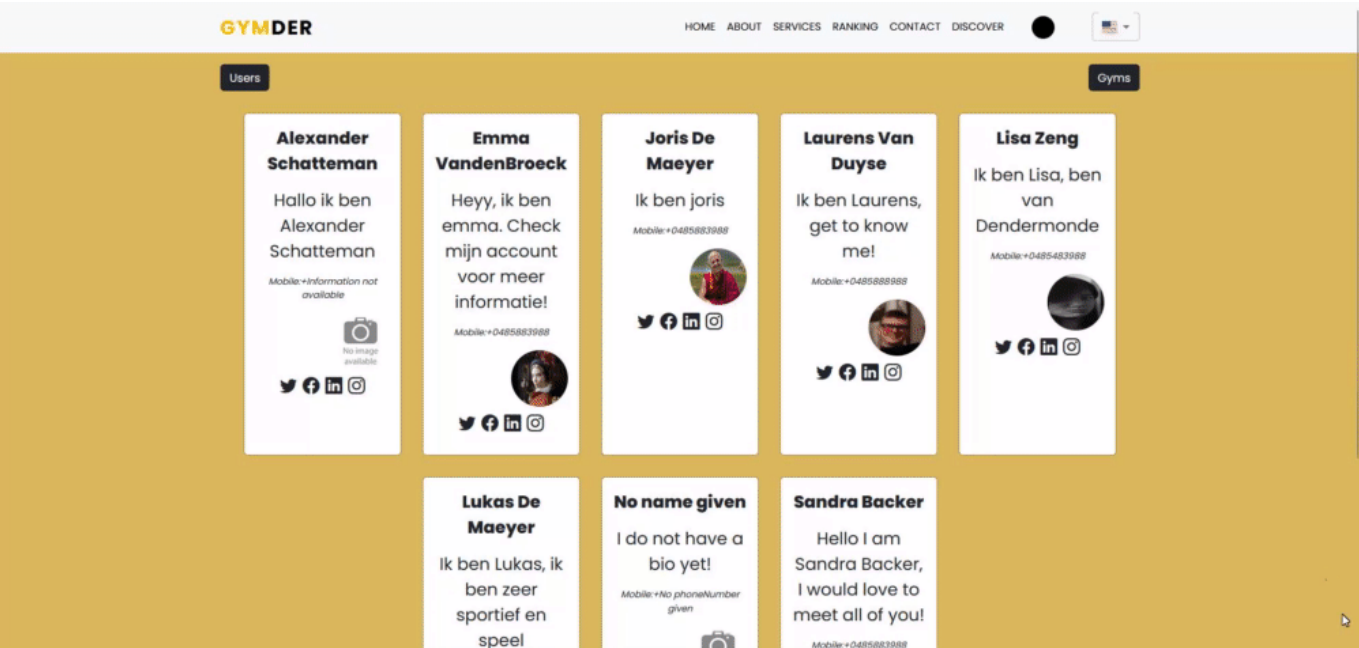 GYMDER
HOME ABOUT SERVICES RANKING CONTACT DISCOVER
Users
Gyms
Alexander
Schatteman
Hallo ik ben
Alexander
Schatteman
Mobile:+Information not
available
No image
available
Emma
VandenBroeck
Heyy, ik ben
emma. Check
mijn account
voor meer
informatie!
Mobile:+0485883988
Joris De
Maeyer
Ik ben joris
Mobile:+0485883988
Laurens Van
Duyse
Ik ben Laurens,
get to know
me!
Mobile:+0485888988
Lisa Zeng
Ik ben Lisa, ben
van
Dendermonde
Mobile:+0485483988
Lukas De
Maeyer
Ik ben Lukas, ik
ben zeer
sportief en
speel
No name given
I do not have a
bio yet!
Mobile:+No phoneNumber
given
Sandra Backer
Hello I am
Sandra Backer,
I would love to
meet all of you!
Mobile:+0485883988